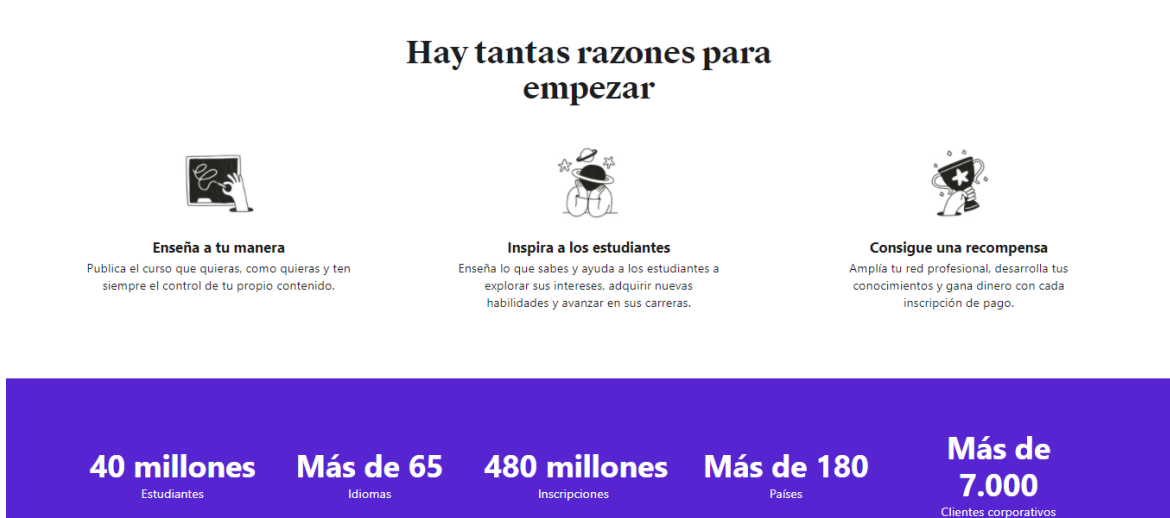 Hay tantas razones para
empezar
Enseña a tu manera
Publica el curso que quieras, como quieras y ten
siempre el control de tu propio contenido.
Inspira a los estudiantes
Enseña lo que sabes y ayuda a los estudiantes a
explorar sus intereses, adquirir nuevas
habilidades y avanzar en sus carreras.
Consigue una recompensa
Amplía tu red profesional, desarrolla tus
conocimientos y gana dinero con cada
inscripción de pago.
40 millones
Estudiantes
Más de 65
Idiomas
480 millones
Inscripciones
Más de 180
Países
Más de
7.000
Clientes corporativos